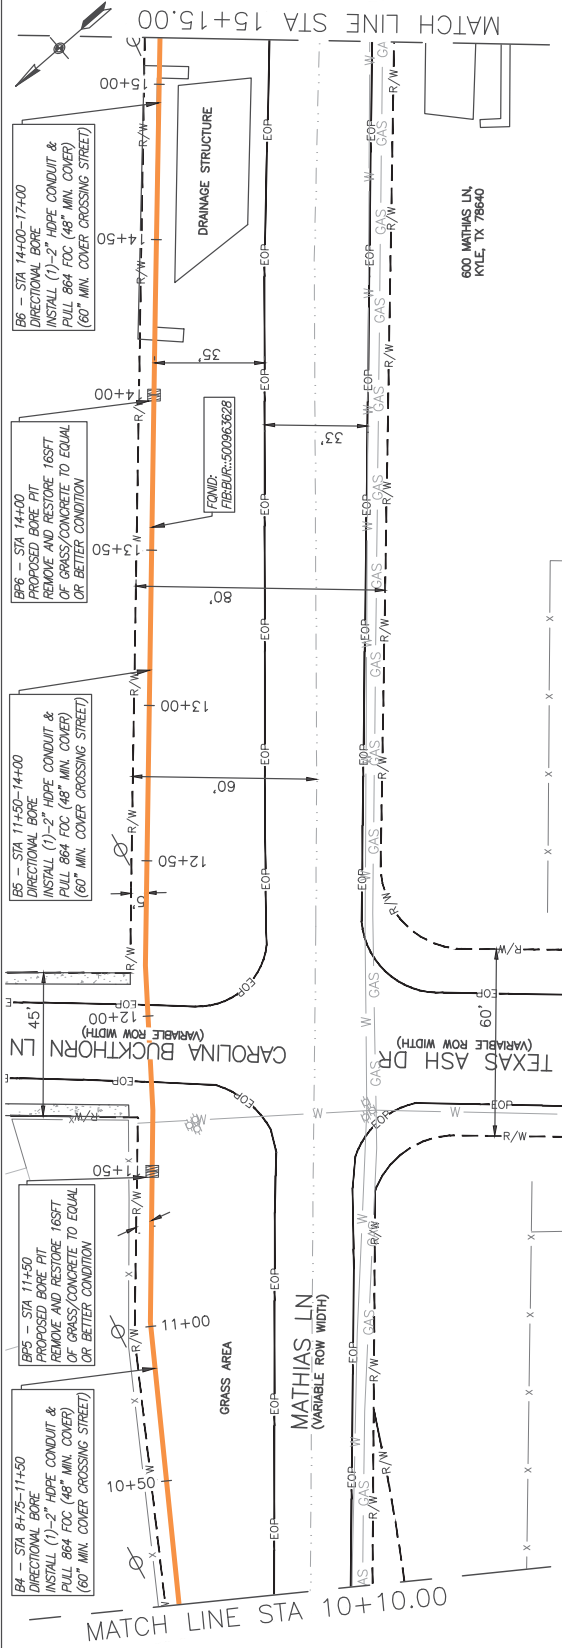 MATCH LINE STA 15+15.00
B6 - STA 14+00-17+00
DIRECTIONAL BORE
INSTALL (1)-2" HDPE CONDUIT &
PULL 864 FOC (48" MIN. COVER)
(60" MIN. COVER CROSSING STREET)
BP6 - STA 14+00
PROPOSED BORE PIT
REMOVE AND RESTORE 16SFT
OF GRASS/CONCRETE TO EQUAL
OR BETTER CONDITION
B5 - STA 11+50-14+00
DIRECTIONAL BORE
INSTALL (1)-2" HDPE CONDUIT &
PULL 864 FOC (48" MIN. COVER)
(60" MIN. COVER CROSSING STREET)
BP5 - STA 11+50
PROPOSED BORE PIT
REMOVE AND RESTORE 16SFT
OF GRASS/CONCRETE TO EQUAL
OR BETTER CONDITION
B4 - STA 8+75-11+50
DIRECTIONAL BORE
INSTALL (1)-2" HDPE CONDUIT &
PULL 864 FOC (48" MIN. COVER)
(60" MIN. COVER CROSSING STREET)
15+00
14+50
14+00
13+50
13+00
12+50
12+00
1+50
11+00
10+50
DRAINAGE STRUCTURE
FQNID:
FIB:BUR::500963628
600 MATHIAS LN,
KYLE, TX 78640
35'
33'
80'
60'
5'
45'
60'
CAROLINA BUCKTHORN LN
(VARIABLE ROW WIDTH)
TEXAS ASH DR
(VARIABLE ROW WIDTH)
MATHIAS LN
(VARIABLE ROW WIDTH)
GRASS AREA
R/W
EOP
GAS
W
X
MATCH LINE STA 10+10.00